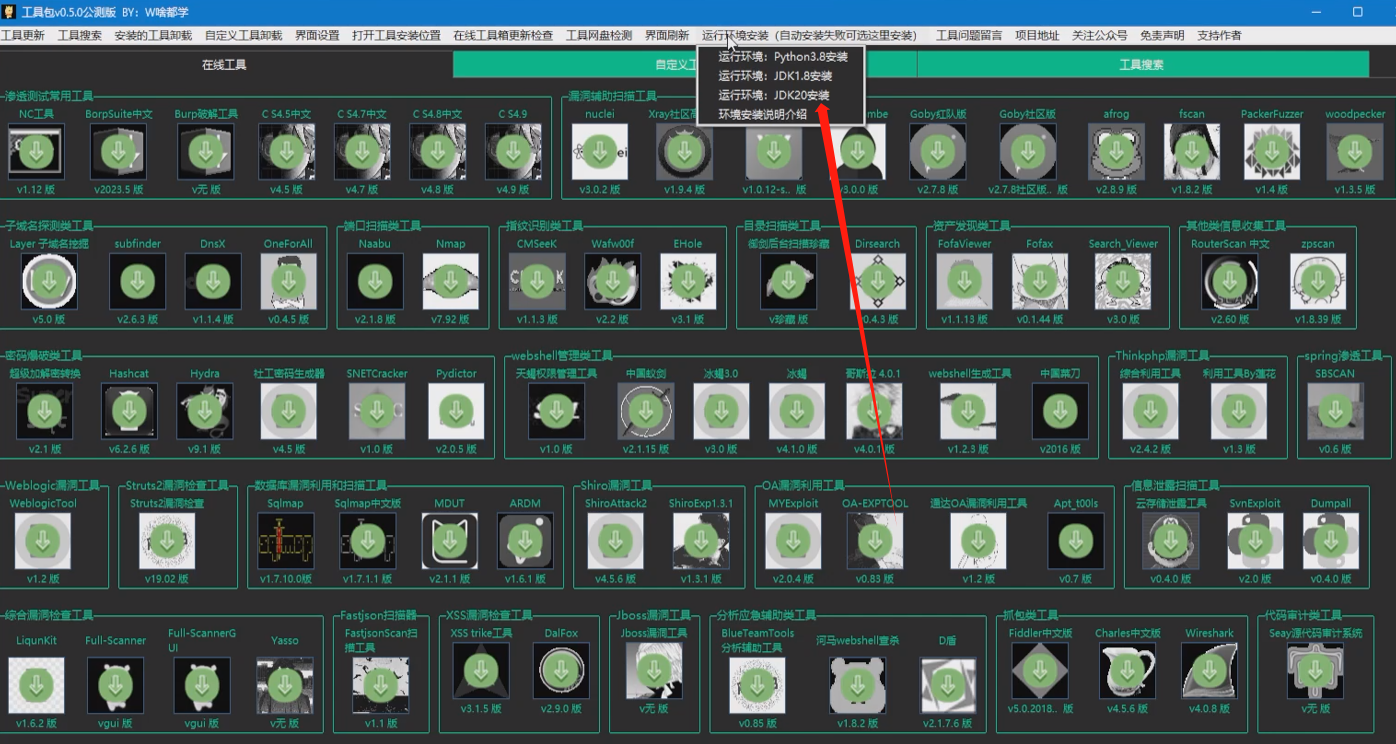 工具包v0.5.0公测版 BY：W啥都学
工具更新 工具搜索 安装的工具卸载 自定义工具卸载 界面设置 打开工具安装位置 在线工具箱更新检查 工具网盘检测 界面刷新 运行环境安装（自动安装失败可选这里安装） 工具问题留言 项目地址 关注公众号 免责声明 支持作者
运行环境：Python3.8安装
运行环境：JDK1.8安装
运行环境：JDK20安装
环境安装说明介绍
在线工具 自定义工 工具搜索
渗透测试常用工具
NC工具 BorpSuite中文 Burp破解工具 C S4.5中文 C S4.7中文 C S4.8中文 C S4.9
v1.12 版 v2023.5 版 v无 版 v4.5 版 v4.7 版 v4.8 版 v4.9 版
漏洞辅助扫描工具
nuclei Xray社区高 mbe Goby红队版 Goby社区版 afrog fscan PackerFuzzer woodpecker
v3.0.2 版 v1.9.4 版 v1.0.12-s.. 版 v3.0.0 版 v2.7.8 版 v2.7.8社区版.. 版 v2.8.9 版 v1.8.2 版 v1.4 版 v1.3.5 版
子域名探测类工具
Layer 子域名挖掘 subfinder DnsX OneForAll
v5.0 版 v2.6.3 版 v1.1.4 版 v0.4.5 版
端口扫描类工具
Naabu Nmap
v2.1.8 版 v7.92 版
指纹识别类工具
CMSeeK Wafw00f EHole
v1.1.3 版 v2.2 版 v3.1 版
目录扫描类工具
御剑后台扫描珍藏 Dirsearch
v珍藏 版 v0.4.3 版
资产发现类工具
FofaViewer Fofax Search_Viewer
v1.1.13 版 v0.1.44 版 v3.0 版
其他类信息收集工具
RouterScan 中文 zpscan
v2.60 版 v1.8.39 版
密码爆破类工具
超级加解密转换 Hashcat Hydra 社工密码生成器 SNETCracker Pydictor
v2.1 版 v6.2.6 版 v9.1 版 v4.5 版 v1.0 版 v2.0.5 版
webshell管理类工具
天蝎权限管理工具 中国蚁剑 冰蝎3.0 冰蝎 哥斯拉 4.0.1 webshell生成工具 中国菜刀
v1.0 版 v2.1.15 版 v3.0 版 v4.1.0 版 v4.0.1 版 v1.2.3 版 v2016 版
Thinkphp漏洞工具
综合利用工具 利用工具By莲花
v2.4.2 版 v1.3 版
spring渗透工具
SBSCAN
v0.6 版
Weblogic漏洞工具
WeblogicTool
v1.2 版
Struts2漏洞检查工具
Struts2漏洞检查
v19.02 版
数据库漏洞利用和扫描工具
Sqlmap Sqlmap中文版 MDUT ARDM
v1.7.10.0版 v1.7.1.1 版 v2.1.1 版 v1.6.1 版
Shiro漏洞工具
ShiroAttack2 ShiroExp1.3.1
v4.5.6 版 v1.3.1 版
OA漏洞利用工具
MYExploit OA-EXPTOOL 通达OA漏洞利用工具 Apt_t00ls
v2.0.4 版 v0.83 版 v1.2 版 v0.7 版
信息泄露扫描工具
云存储泄露工具 SvnExploit Dumpall
v0.4.0 版 v2.0 版 v0.4.0 版
综合漏洞检查工具
LiqunKit Full-Scanner Full-ScannerG
UI Yasso
v1.6.2 版 vgui 版 vgui 版 v无 版
Fastjson扫描器
FastjsonScan扫
描工具
v1.1 版
XSS漏洞检查工具
XSS trike工具 DalFox
v3.1.5 版 v2.9.0 版
Jboss漏洞工具
Jboss漏洞工具
v无 版
分析应急辅助类工具
BlueTeamTools
分析辅助工具 河马webshell查杀 D盾
v0.85 版 v1.8.2 版 v2.1.7.6 版
抓包类工具
Fiddler中文版 Charles中文版 Wireshark
v5.0.2018.. 版 v4.5.6 版 v4.0.8 版
代码审计类工具
Seay源代码审计系统
v无 版